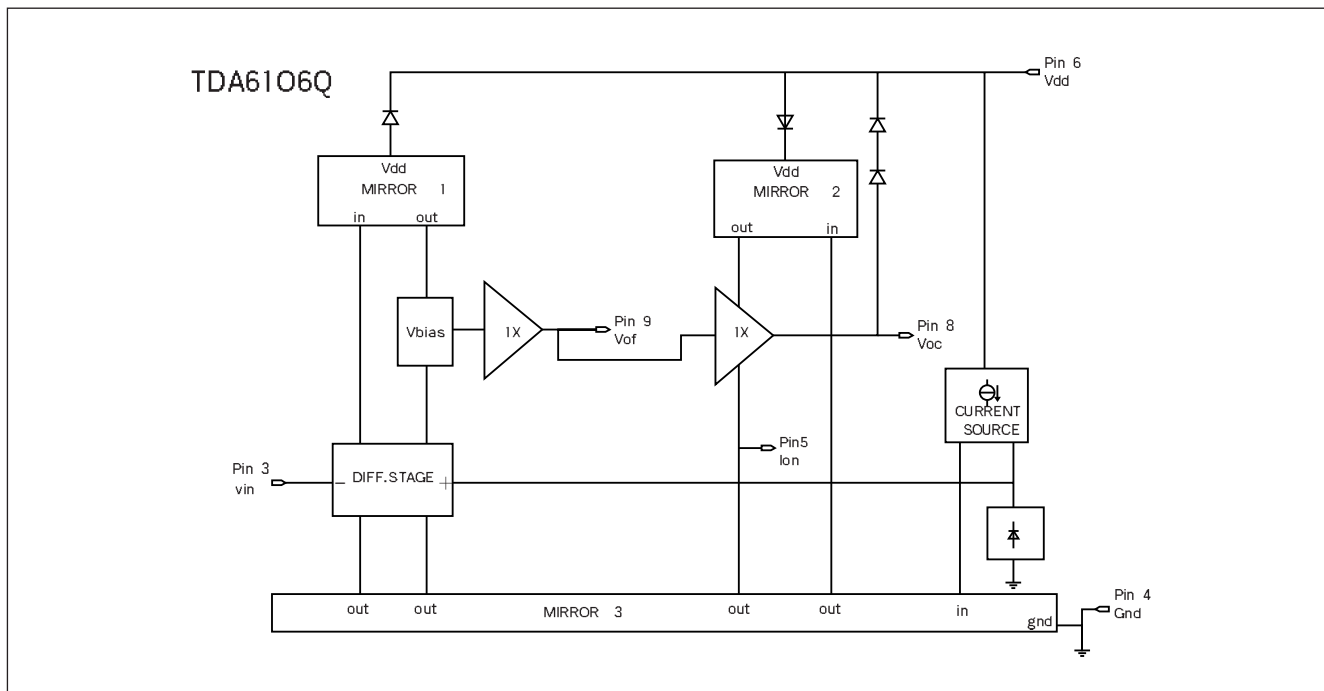 TDA6106Q
Pin 6
Vdd
Vdd
MIRROR 1
in out
Vdd
MIRROR 2
out in
Vbias
1X
Pin 9
Vof
1X
Pin 8
Voc
CURRENT
SOURCE
Pin5
Ion
Pin 3
vin
− DIFF.STAGE +
out out MIRROR 3 out out in gnd
Pin 4
Gnd